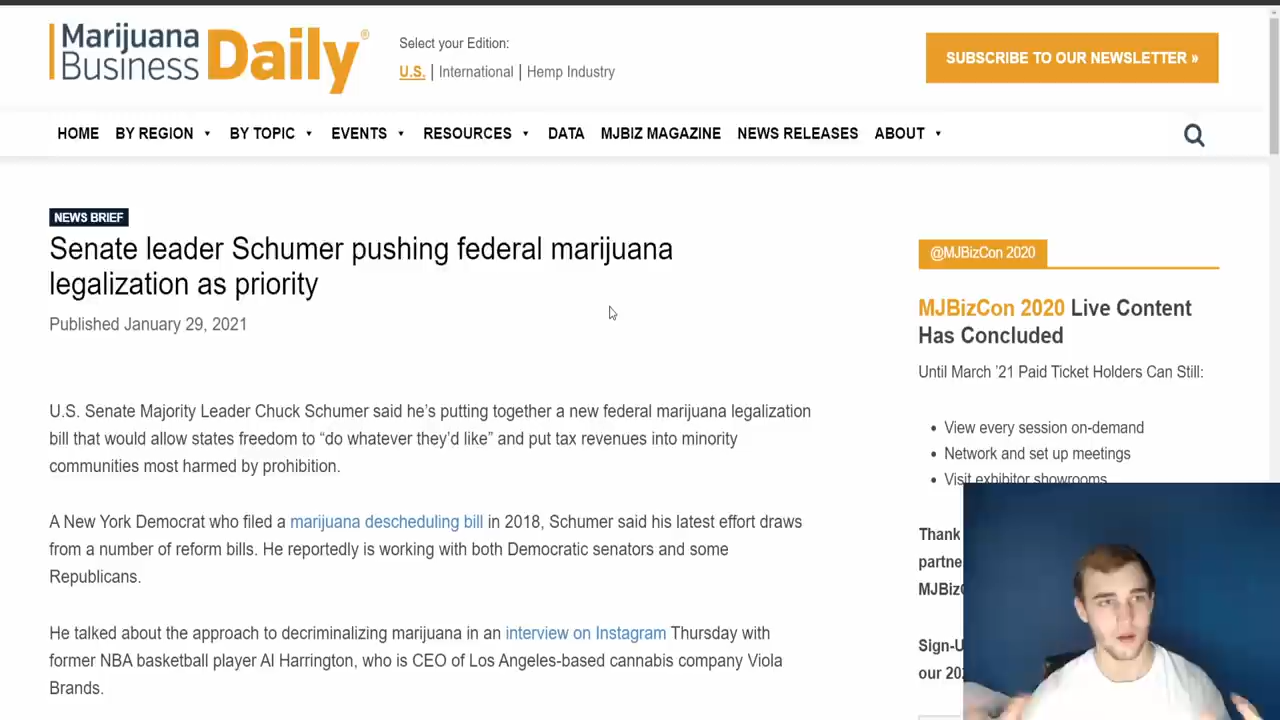 Marijuana
Business Daily®
Select your Edition:
U.S. | International | Hemp Industry
SUBSCRIBE TO OUR NEWSLETTER »
HOME BY REGION BY TOPIC EVENTS RESOURCES DATA MJBIZ MAGAZINE NEWS RELEASES ABOUT
NEWS BRIEF
Senate leader Schumer pushing federal marijuana
legalization as priority
Published January 29, 2021
U.S. Senate Majority Leader Chuck Schumer said he's putting together a new federal marijuana legalization
bill that would allow states freedom to “do whatever they'd like” and put tax revenues into minority
communities most harmed by prohibition.
A New York Democrat who filed a marijuana descheduling bill in 2018, Schumer said his latest effort draws
from a number of reform bills. He reportedly is working with both Democratic senators and some
Republicans.
He talked about the approach to decriminalizing marijuana in an interview on Instagram Thursday with
former NBA basketball player Al Harrington, who is CEO of Los Angeles-based cannabis company Viola
Brands.
@MJBizCon 2020
MJBizCon 2020 Live Content
Has Concluded
Until March '21 Paid Ticket Holders Can Still:
• View every session on-demand
• Network and set up meetings
• Visit exhibitor showrooms
Thank
partne
MJBizC
Sign-U
our 202